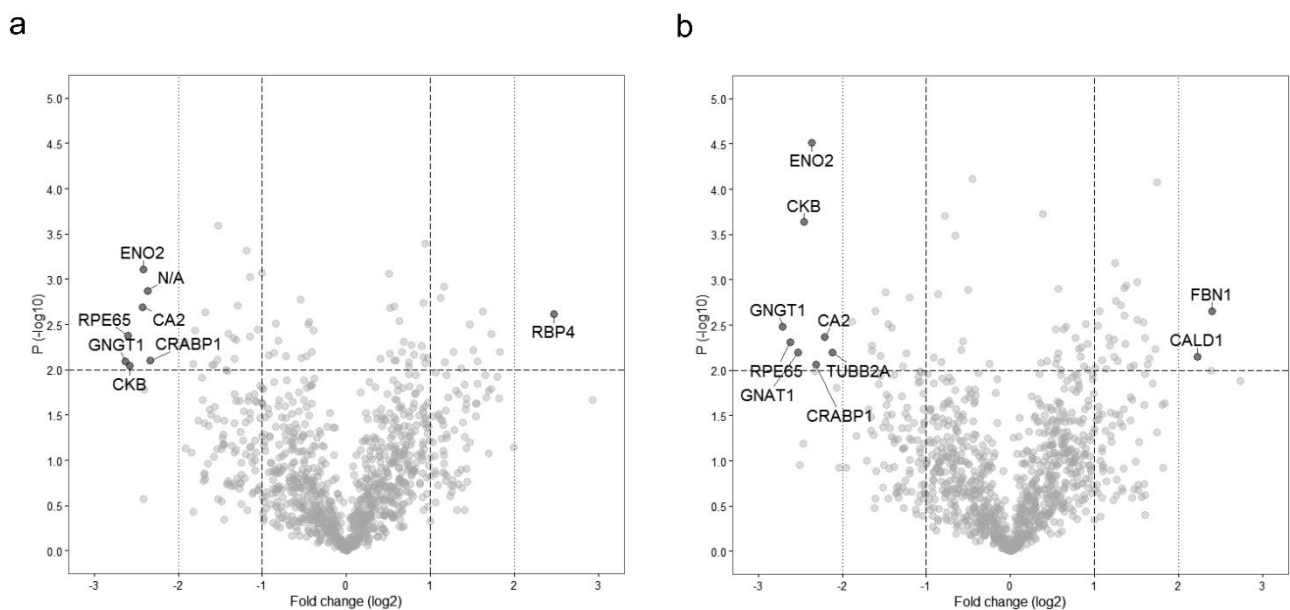 a
b
5.0
4.5
4.0
3.5
3.0
2.5
2.0
1.5
1.0
0.5
0.0
P (-log10)
ENO2
N/A
CA2
RPE65
GNGT1
CRABP1
CKB
RBP4
-3
-2
-1
0
1
2
3
Fold change (log2)
5.0
4.5
4.0
3.5
3.0
2.5
2.0
1.5
1.0
0.5
0.0
P (-log10)
ENO2
CKB
GNGT1
CA2
RPE65
TUBB2A
GNAT1
CRABP1
FBN1
CALD1
-3
-2
-1
0
1
2
3
Fold change (log2)